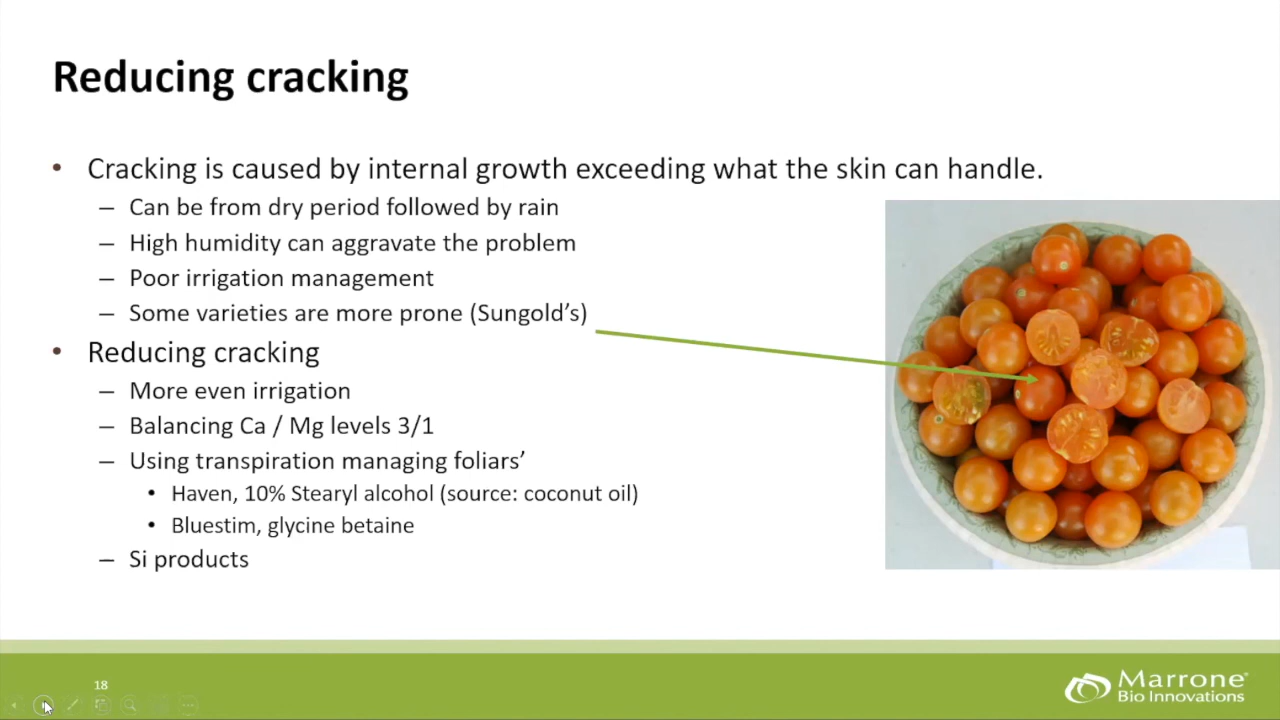 Reducing cracking
• Cracking is caused by internal growth exceeding what the skin can handle.
– Can be from dry period followed by rain
– High humidity can aggravate the problem
– Poor irrigation management
– Some varieties are more prone (Sungold’s)
• Reducing cracking
– More even irrigation
– Balancing Ca / Mg levels 3/1
– Using transpiration managing foliars’
• Haven, 10% Stearyl alcohol (source: coconut oil)
• Bluestim, glycine betaine
– Si products
18
Marrone®
Bio Innovations